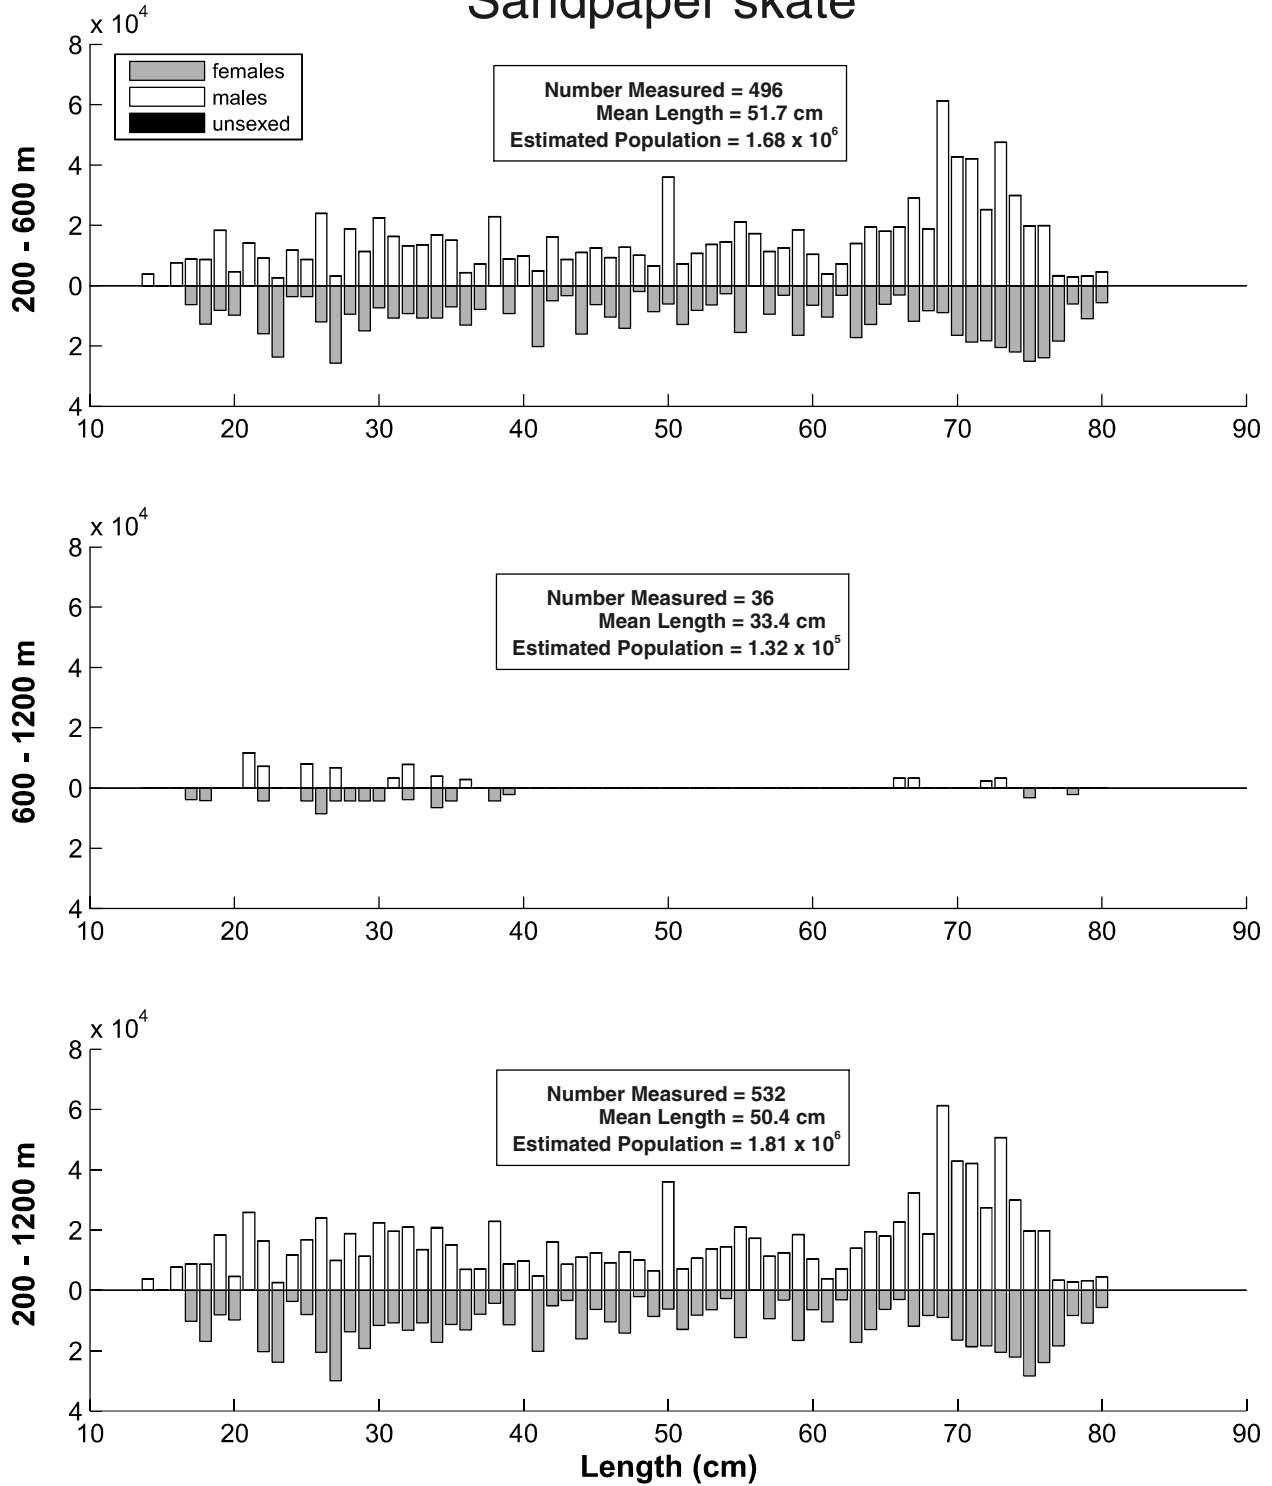 Sandpaper skate
x 10^4
8
6
4
2
0
2
4
females
males
unsexed
Number Measured = 496
Mean Length = 51.7 cm
Estimated Population = 1.68 x 10^6
200 - 600 m
10 20 30 40 50 60 70 80 90
x 10^4
8
6
4
2
0
2
4
Number Measured = 36
Mean Length = 33.4 cm
Estimated Population = 1.32 x 10^5
600 - 1200 m
10 20 30 40 50 60 70 80 90
x 10^4
8
6
4
2
0
2
4
Number Measured = 532
Mean Length = 50.4 cm
Estimated Population = 1.81 x 10^6
200 - 1200 m
10 20 30 40 50 60 70 80 90
Length (cm)